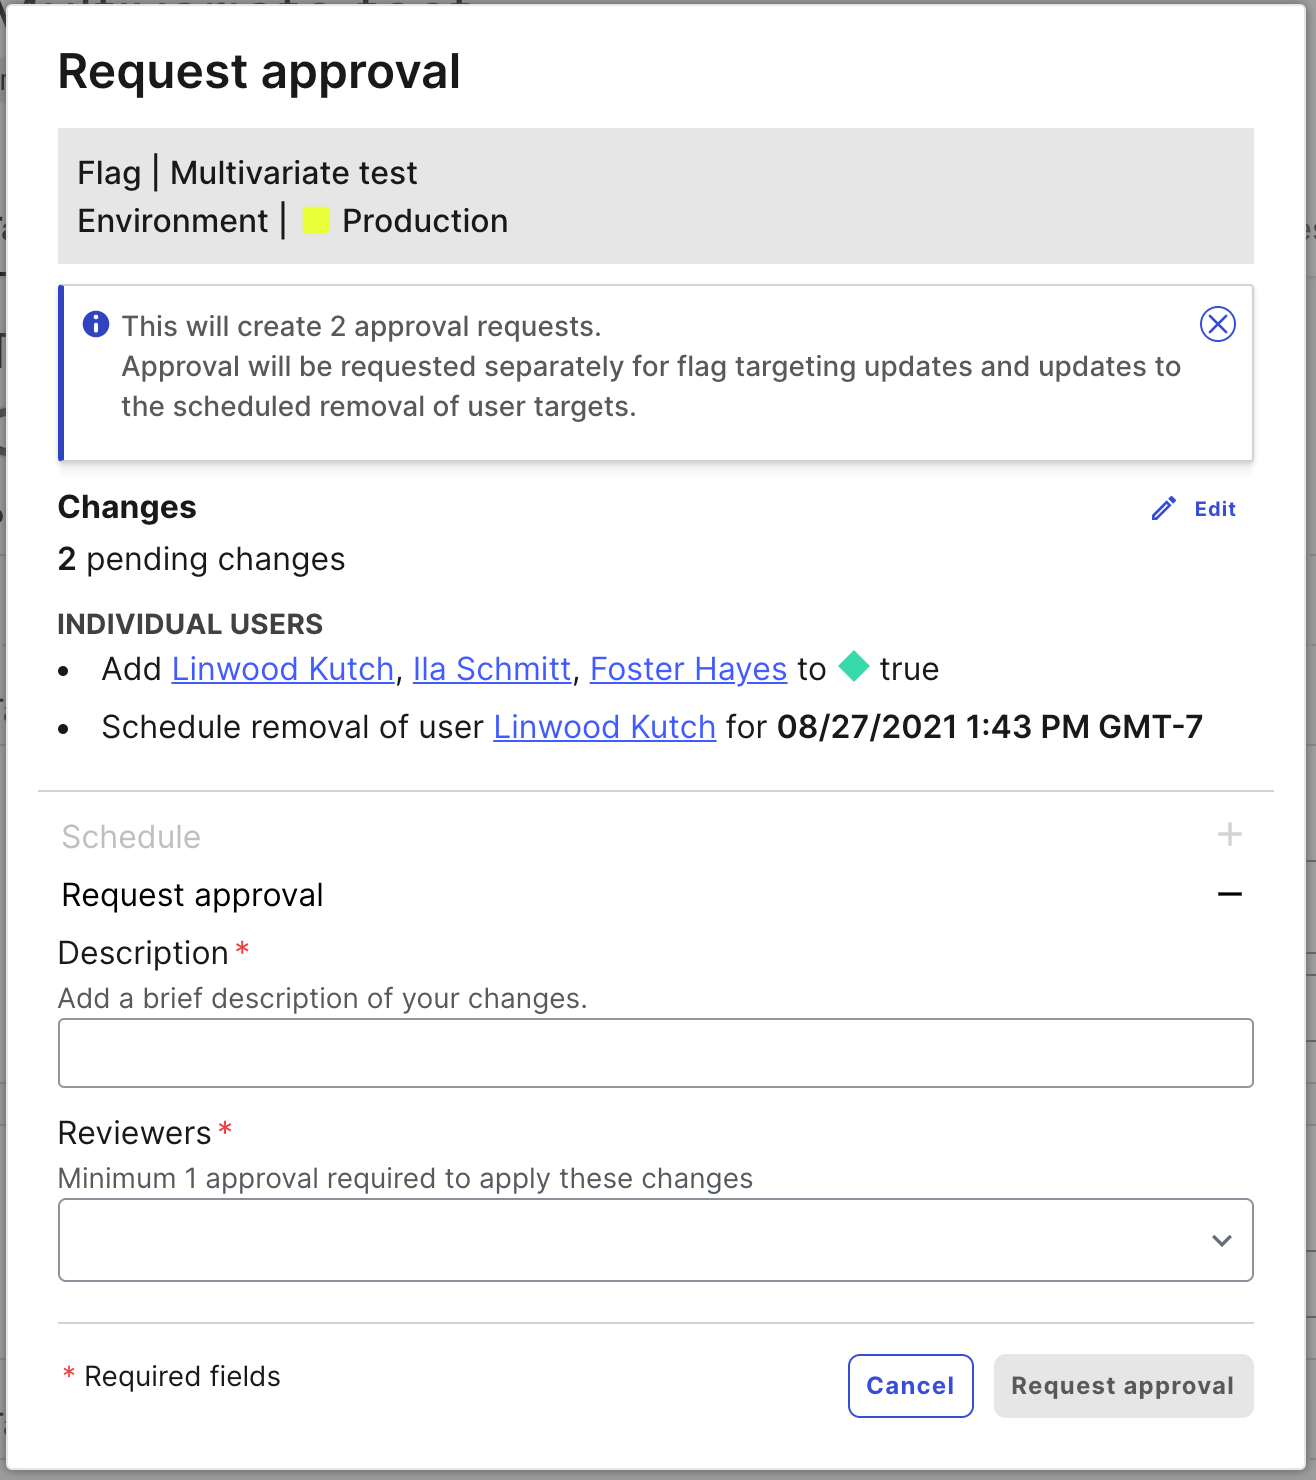 Request approval
Flag | Multivariate test
Environment | Production
This will create 2 approval requests.
Approval will be requested separately for flag targeting updates and updates to
the scheduled removal of user targets.
Changes
Edit
2 pending changes
INDIVIDUAL USERS
• Add Linwood Kutch, Ila Schmitt, Foster Hayes to true
• Schedule removal of user Linwood Kutch for 08/27/2021 1:43 PM GMT-7
Schedule
Request approval
Description *
Add a brief description of your changes.
Reviewers *
Minimum 1 approval required to apply these changes
* Required fields
Cancel
Request approval